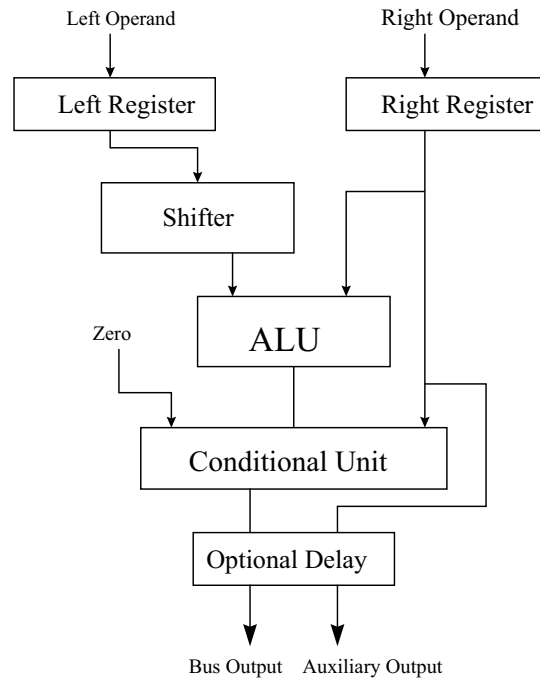 Left Operand
Right Operand
Left Register
Right Register
Shifter
ALU
Zero
Conditional Unit
Optional Delay
Bus Output
Auxiliary Output